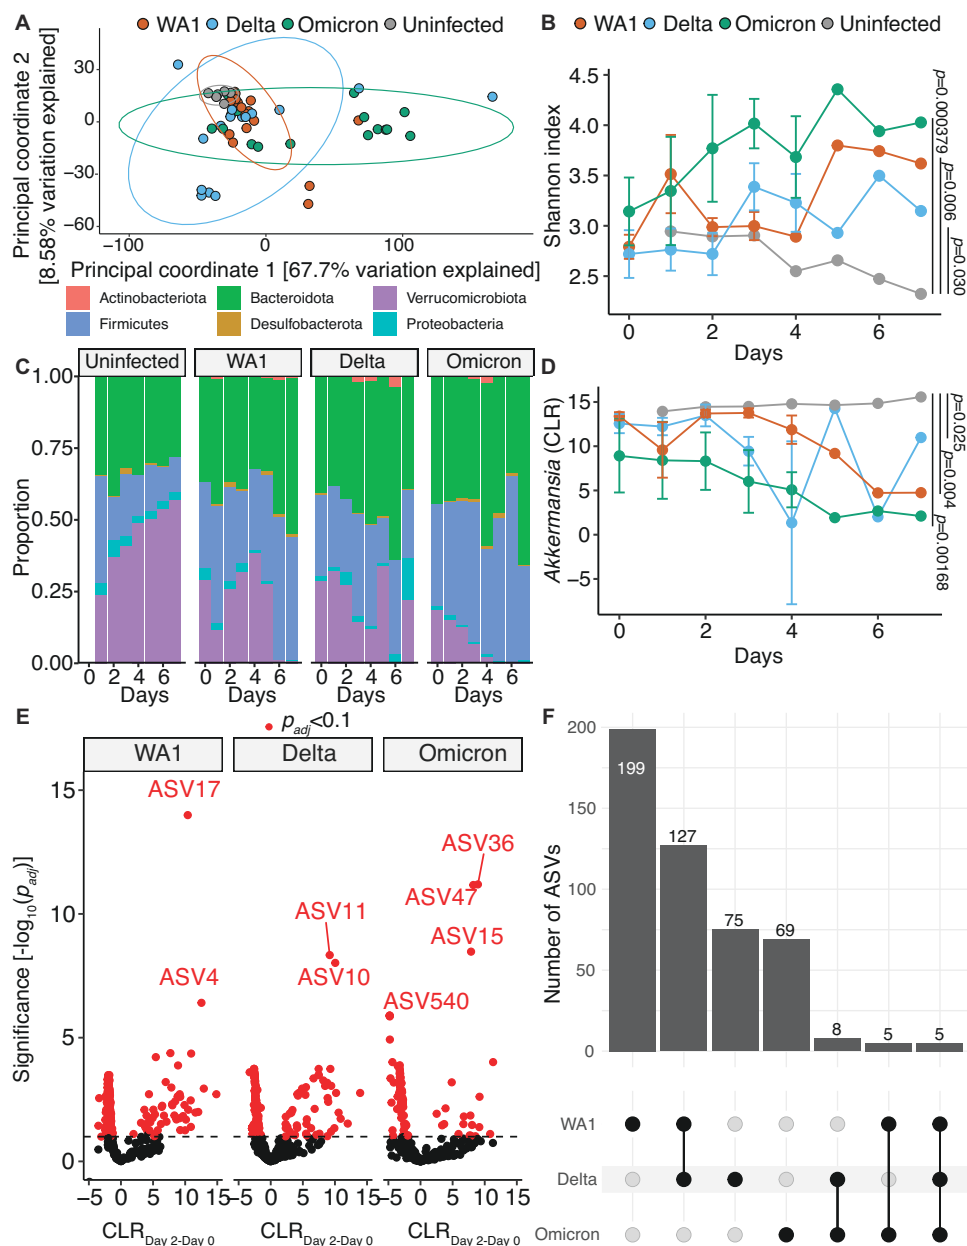 A
WA1 Delta Omicron Uninfected
Principal coordinate 2
[8.58% variation explained]
30
0
−30
−60
−100 0 100
Principal coordinate 1 [67.7% variation explained]
B
WA1 Delta Omicron Uninfected
Shannon index
4.5
4.0
3.5
3.0
2.5
0 2 4 6
Days
p=0.000379
p=0.006
p=0.030
Actinobacteriota Bacteroidota Verrucomicrobiota
Firmicutes Desulfobacterota Proteobacteria
C
Uninfected WA1 Delta Omicron
Proportion
1.00
0.75
0.50
0.25
0.00
0 2 4 6 0 2 4 6 0 2 4 6 0 2 4 6
Days Days Days Days
D
Akkermansia (CLR)
15
10
5
0
−5
0 2 4 6
Days
p=0.025
p=0.004
p=0.00168
E
padj<0.1
WA1 Delta Omicron
Significance [-log10(padj)]
15
10
5
0
ASV17
ASV4
ASV11
ASV10
ASV36
ASV47
ASV15
ASV540
−5 0 5 10 15 −5 0 5 10 15 −5 0 5 10 15
CLRDay 2-Day 0 CLRDay 2-Day 0 CLRDay 2-Day 0
F
Number of ASVs
200
150
100
50
0
199
127
75
69
8
5
5
WA1
Delta
Omicron